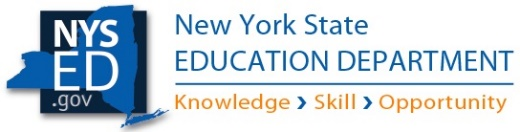 NYS
ED
.gov
New York State
EDUCATION DEPARTMENT
Knowledge › Skill › Opportunity